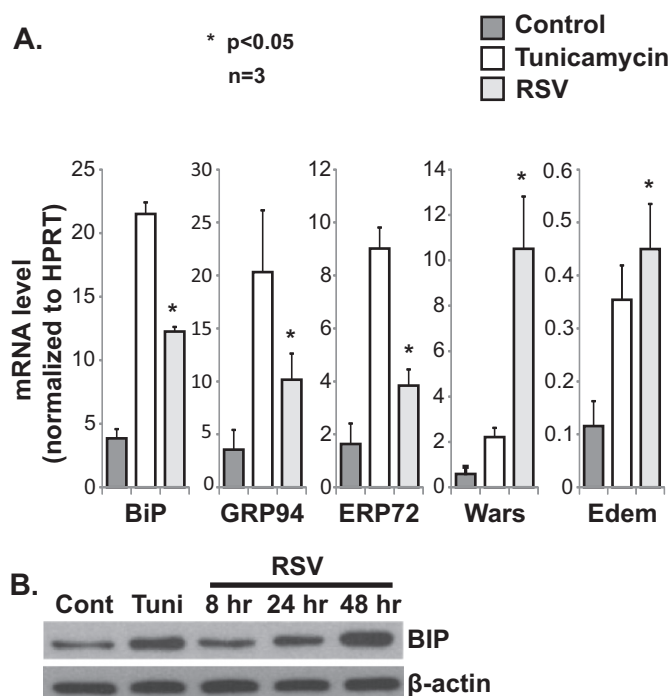 A.
* p<0.05
n=3
Control
Tunicamycin
RSV
mRNA level
(normalized to HPRT)
25
20
15
10
5
0
*
BiP
30
25
20
15
10
5
0
*
GRP94
12
10
8
6
4
2
0
*
ERP72
14
12
10
8
6
4
2
0
*
Wars
0.6
0.5
0.4
0.3
0.2
0.1
0
*
Edem
B.
RSV
Cont Tuni 8 hr 24 hr 48 hr
BIP
β-actin